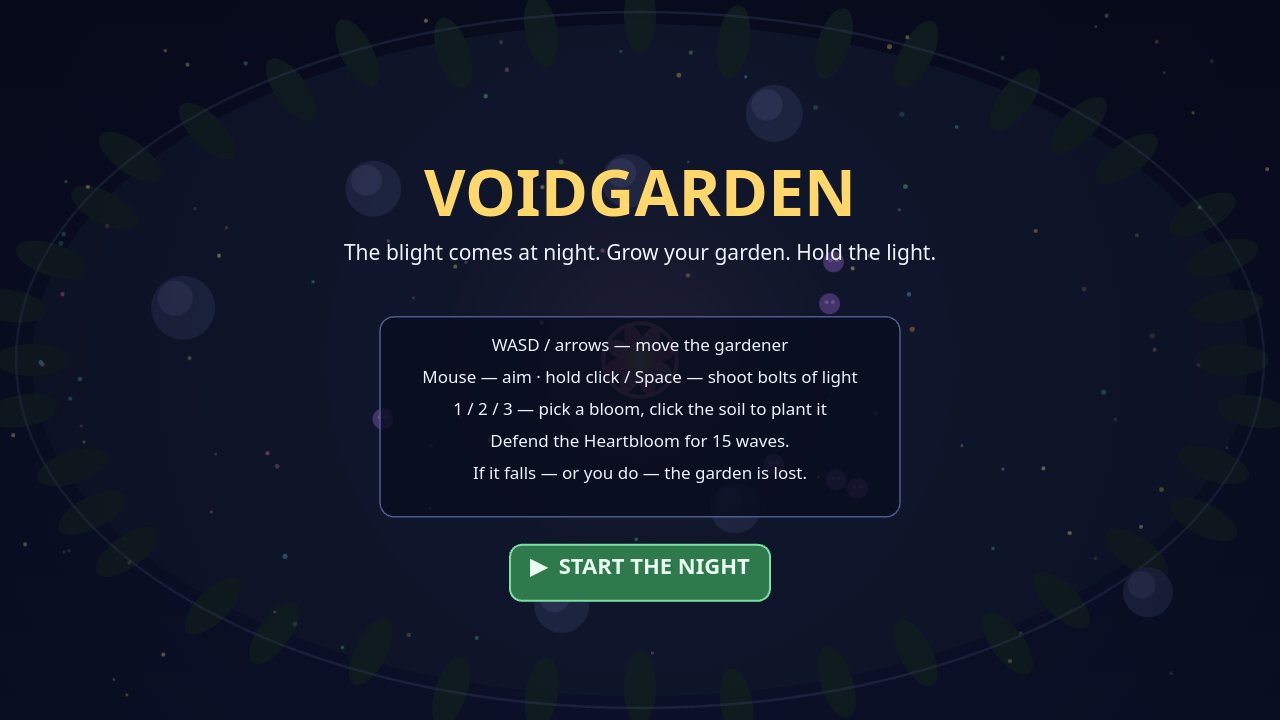 VOIDGARDEN
The blight comes at night. Grow your garden. Hold the light.
WASD / arrows — move the gardener
Mouse — aim · hold click / Space — shoot bolts of light
1 / 2 / 3 — pick a bloom, click the soil to plant it
Defend the Heartbloom for 15 waves.
If it falls — or you do — the garden is lost.
▶ START THE NIGHT